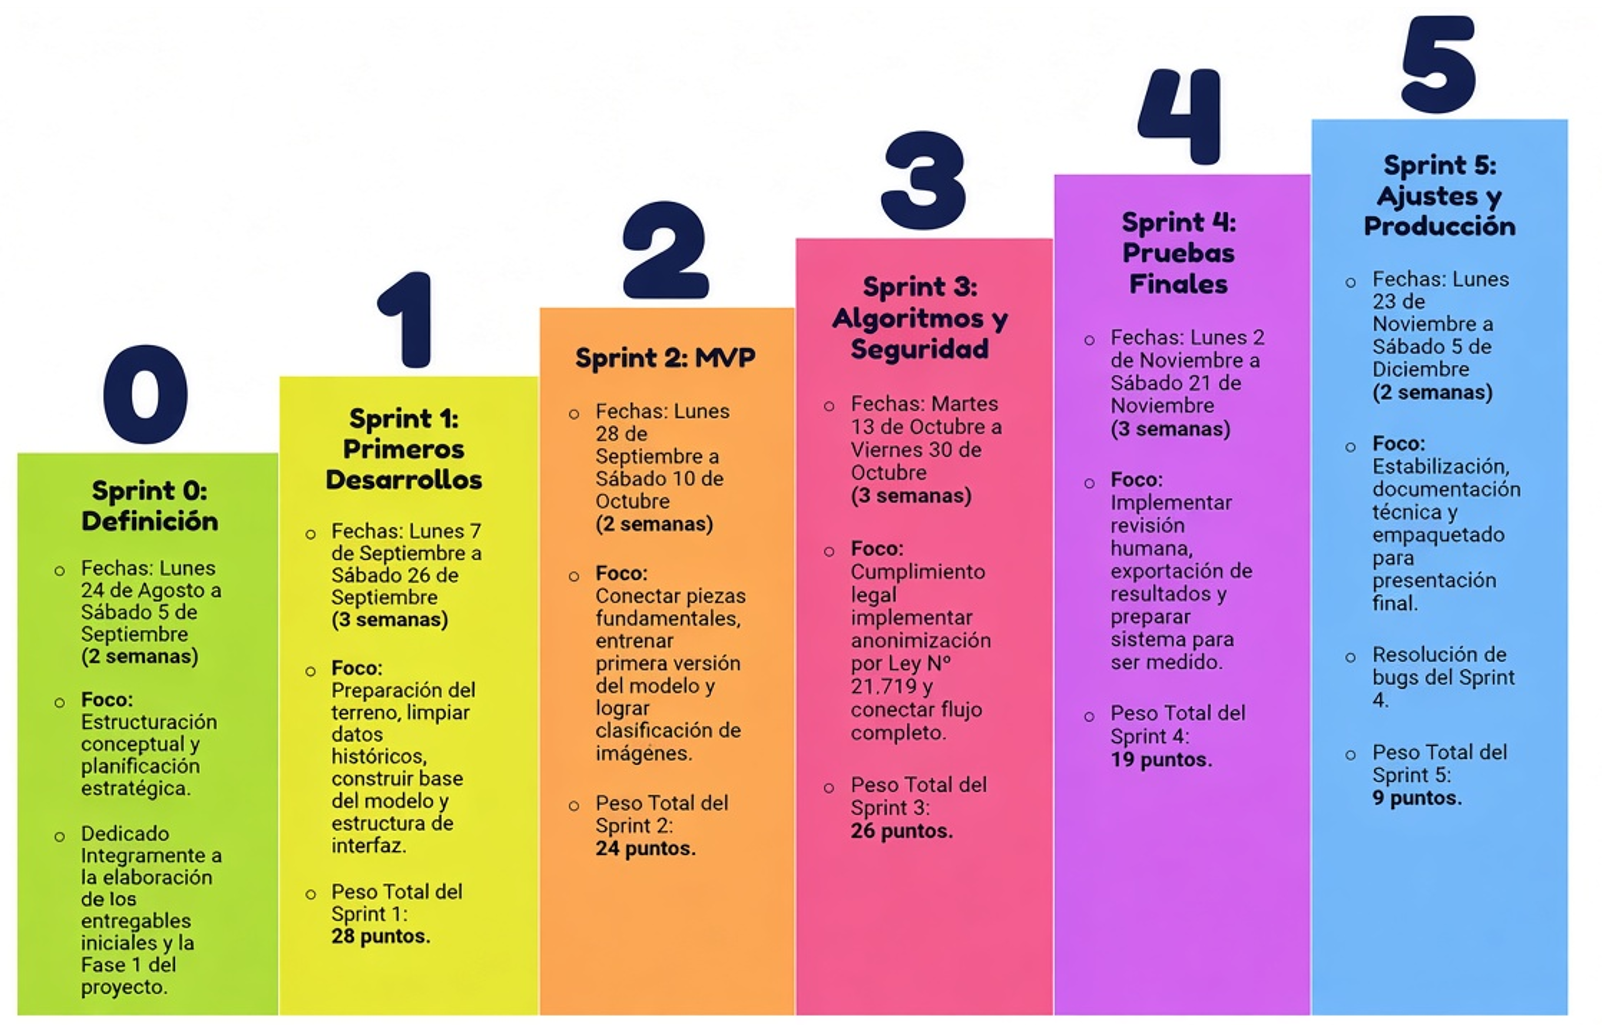 0
Sprint 0:
Definición
Fechas: Lunes
24 de Agosto a
Sábado 5 de
Septiembre
(2 semanas)
Foco:
Estructuración
conceptual y
planificación
estratégica.
Dedicado
Integramente a
la elaboración
de los
entregables
iniciales y la
Fase 1 del
proyecto.
1
Sprint 1:
Primeros
Desarrollos
Fechas: Lunes 7
de Septiembre a
Sábado 26 de
Septiembre
(3 semanas)
Foco:
Preparación del
terreno, limpiar
datos
históricos,
construir base
del modelo y
estructura de
interfaz.
Peso Total del
Sprint 1:
28 puntos.
2
Sprint 2: MVP
Fechas: Lunes
28 de
Septiembre a
Sábado 10 de
Octubre
(2 semanas)
Foco:
Conectar piezas
fundamentales,
entrenar
primera versión
del modelo y
lograr
clasificación de
imágénes.
Peso Total del
Sprint 2:
24 puntos.
3
Sprint 3:
Algoritmos y
Seguridad
Fechas: Martes
13 de Octubre a
Viernes 30 de
Octubre
(3 semanas)
Foco:
Cumplimiento
legal
implementar
anonimización
por Ley Nº
21.719 y
conectar flujo
completo.
Peso Total del
Sprint 3:
26 puntos.
4
Sprint 4:
Pruebas
Finales
Fechas: Lunes 2
de Noviembre a
Sábado 21 de
Noviembre
(3 semanas)
Foco:
Implementar
revisión
humana,
exportación de
resultados y
preparar
sistema para
ser medido.
Peso Total del
Sprint 4:
19 puntos.
5
Sprint 5:
Ajustes y
Producción
Fechas: Lunes
23 de
Noviembre a
Sábado 5 de
Diciembre
(2 semanas)
Foco:
Estabilización,
documentación
técnica y
empaquetado
para
presentación
final.
Resolución de
bugs del Sprint
4.
Peso Total del
Sprint 5:
9 puntos.